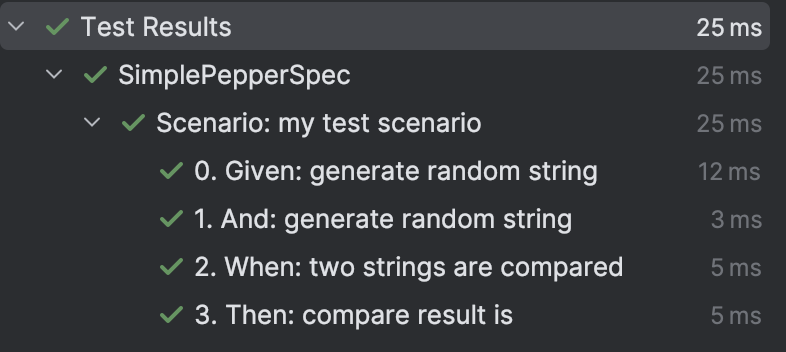 Test Results 25 ms
SimplePepperSpec 25 ms
Scenario: my test scenario 25 ms
0. Given: generate random string 12 ms
1. And: generate random string 3 ms
2. When: two strings are compared 5 ms
3. Then: compare result is 5 ms